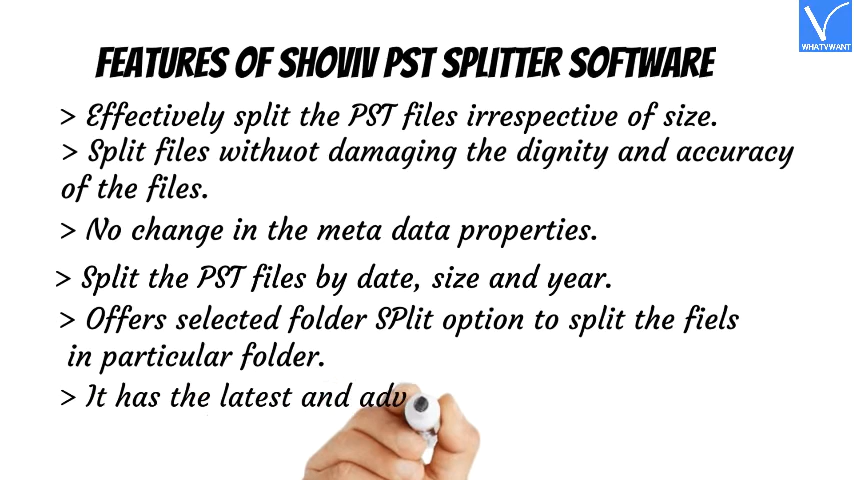 FEATURES OF SHOVIV PST SPLITTER SOFTWARE
> Effectively split the PST files irrespective of size.
> Split files withuot damaging the dignity and accuracy
of the files.
> No change in the meta data properties.
> Split the PST files by date, size and year.
> Offers selected folder SPlit option to split the fiels
in particular folder.
> It has the latest and adv
WHATVWANT